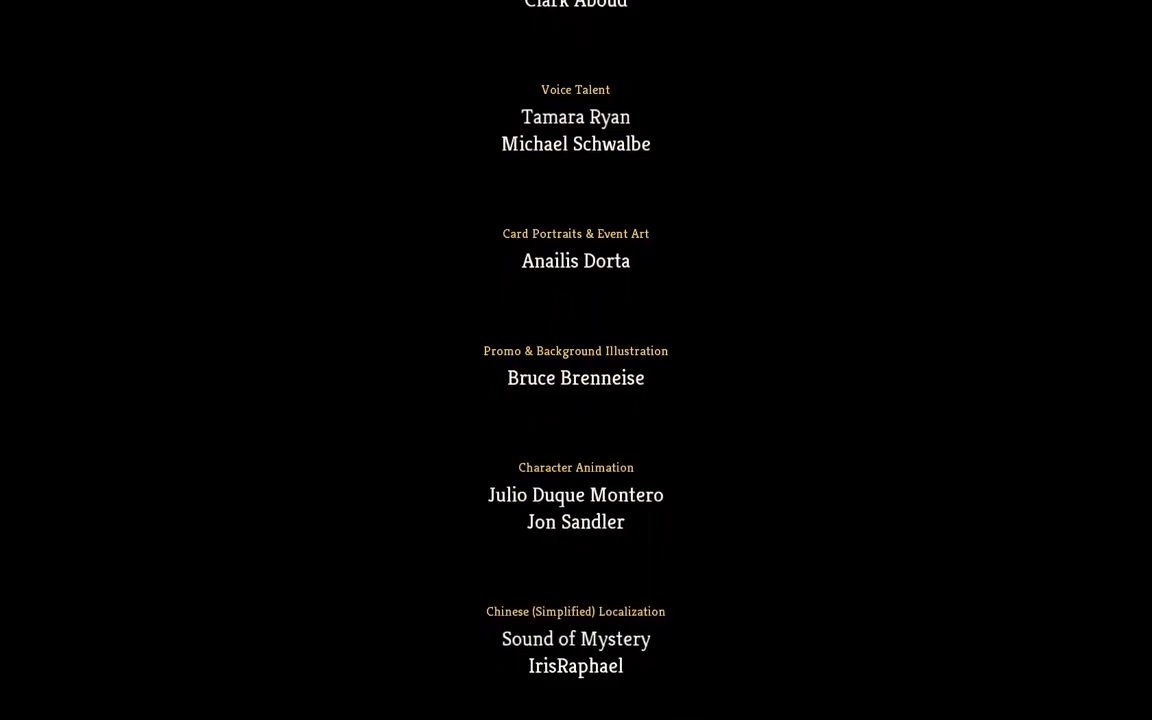 Clark Aboud
Voice Talent
Tamara Ryan
Michael Schwalbe
Card Portraits & Event Art
Anailis Dorta
Promo & Background Illustration
Bruce Brenneise
Character Animation
Julio Duque Montero
Jon Sandler
Chinese (Simplified) Localization
Sound of Mystery
IrisRaphael